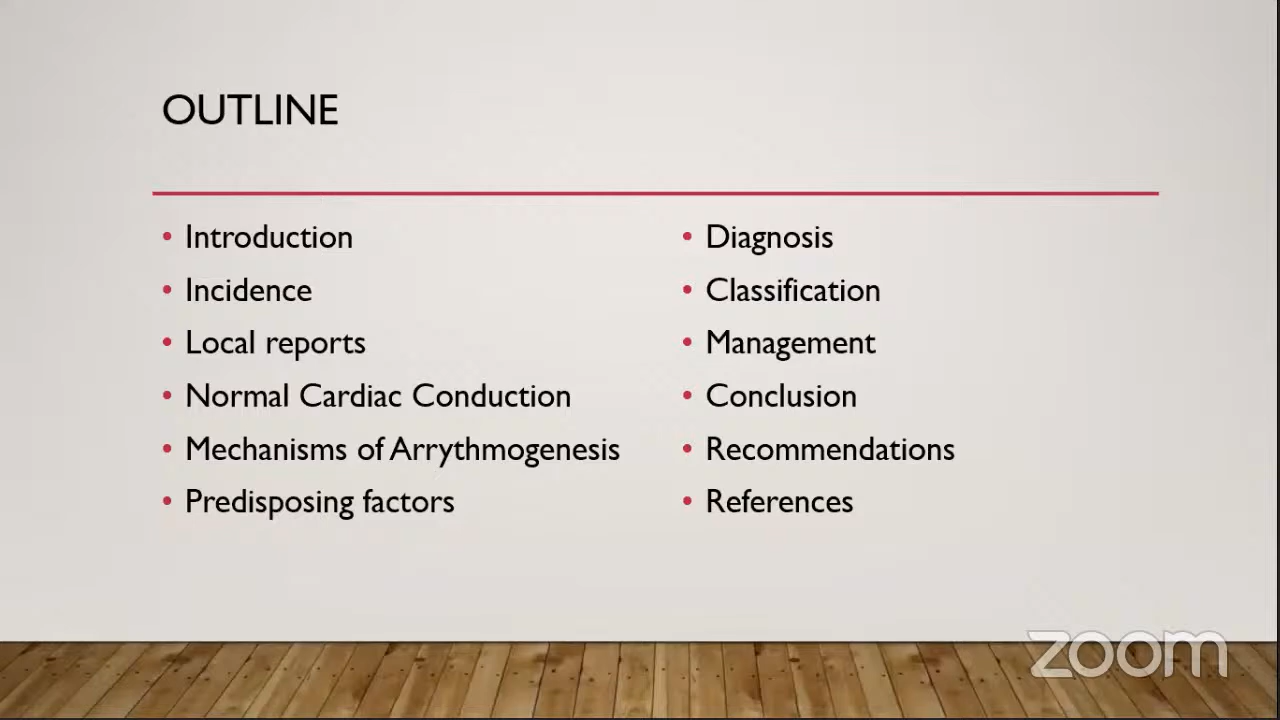 OUTLINE
• Introduction
• Incidence
• Local reports
• Normal Cardiac Conduction
• Mechanisms of Arrythmogenesis
• Predisposing factors
• Diagnosis
• Classification
• Management
• Conclusion
• Recommendations
• References
zoom